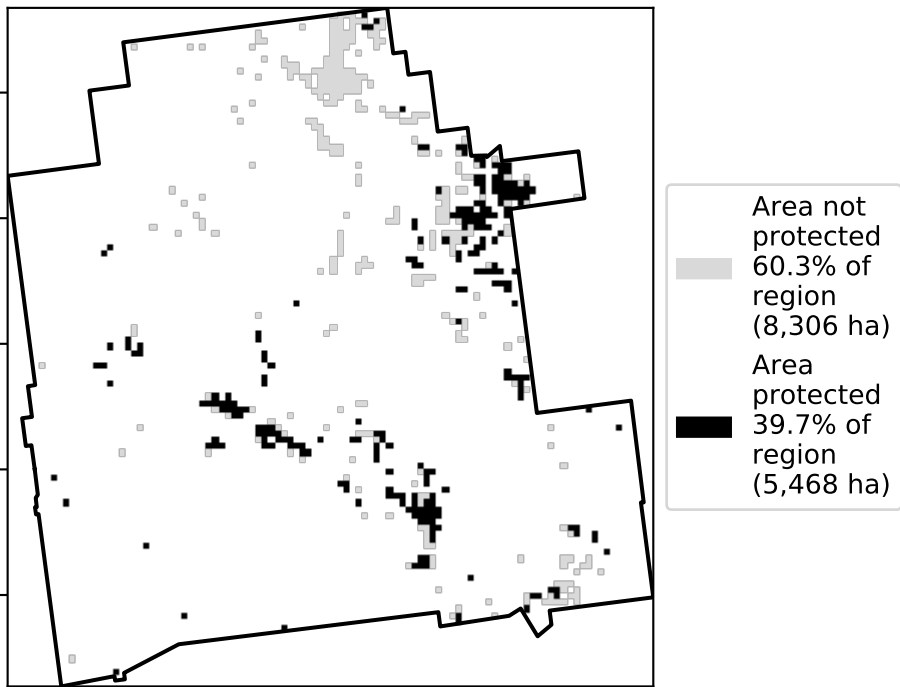 Area not
protected
60.3% of
region
(8,306 ha)
Area
protected
39.7% of
region
(5,468 ha)